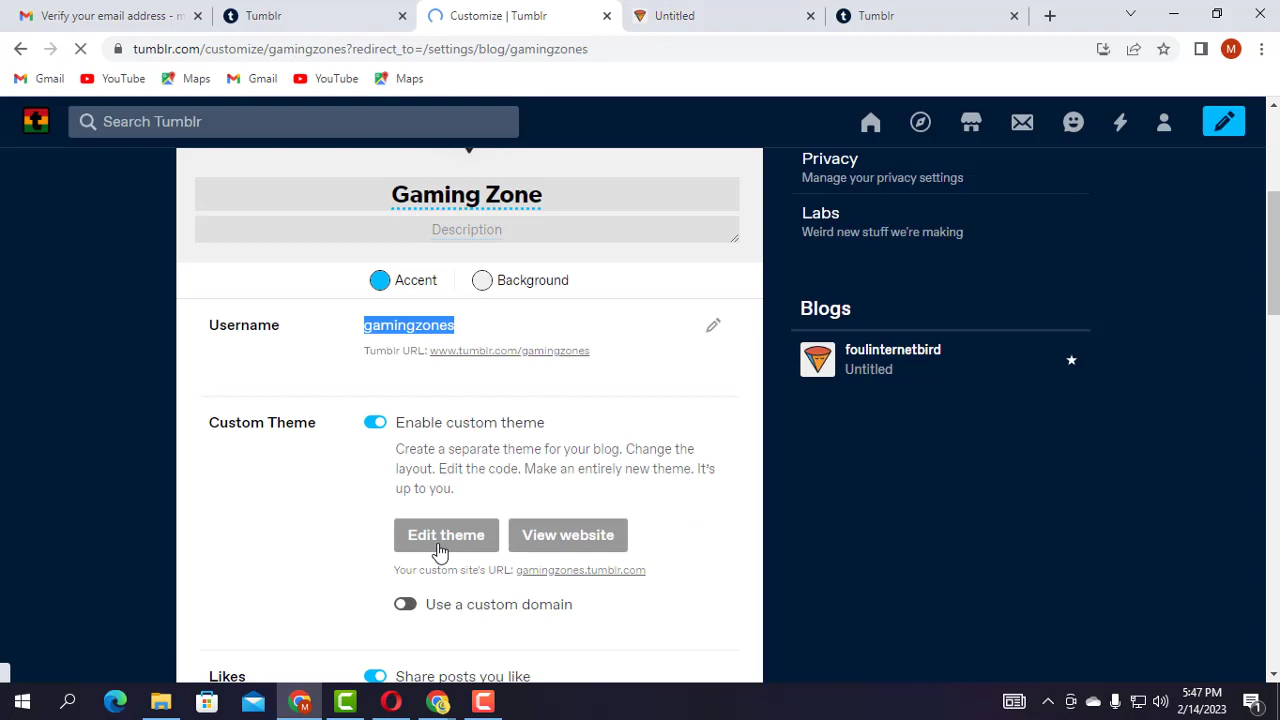 Verify your email address - m
Tumblr
Customize | Tumblr
Untitled
Tumblr
tumblr.com/customize/gamingzones?redirect_to=/settings/blog/gamingzones
M
Gmail
YouTube
Maps
Gmail
YouTube
Maps
t
Search Tumblr
Gaming Zone
Description
Accent
Background
Username
gamingzones
Tumblr URL: www.tumblr.com/gamingzones
Custom Theme
Enable custom theme
Create a separate theme for your blog. Change the
layout. Edit the code. Make an entirely new theme. It's
up to you.
Edit theme
View website
Your custom site's URL: gamingzones.tumblr.com
Use a custom domain
Likes
Share posts you like
Privacy
Manage your privacy settings
Labs
Weird new stuff we're making
Blogs
foulinternetbird
Untitled
2:47 PM
2/14/2023
1